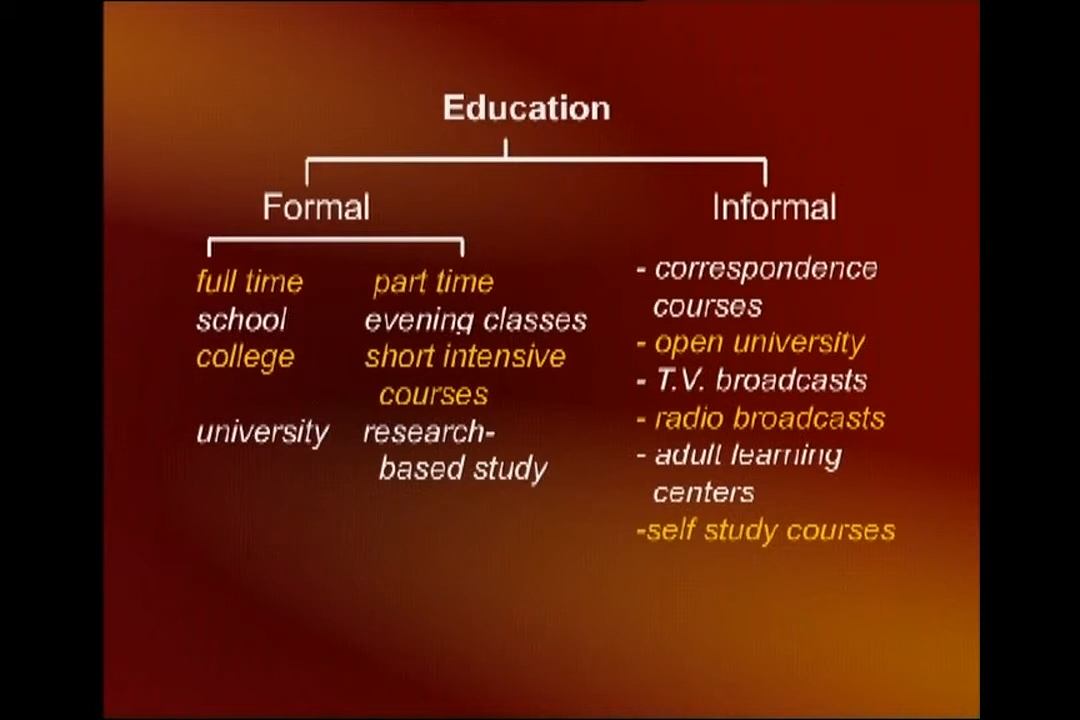 Education
Formal
Informal
full time
school
college
university
part time
evening classes
short intensive
courses
research-
based study
- correspondence
courses
- open university
- T.V. broadcasts
- radio broadcasts
- adult learning
centers
-self study courses